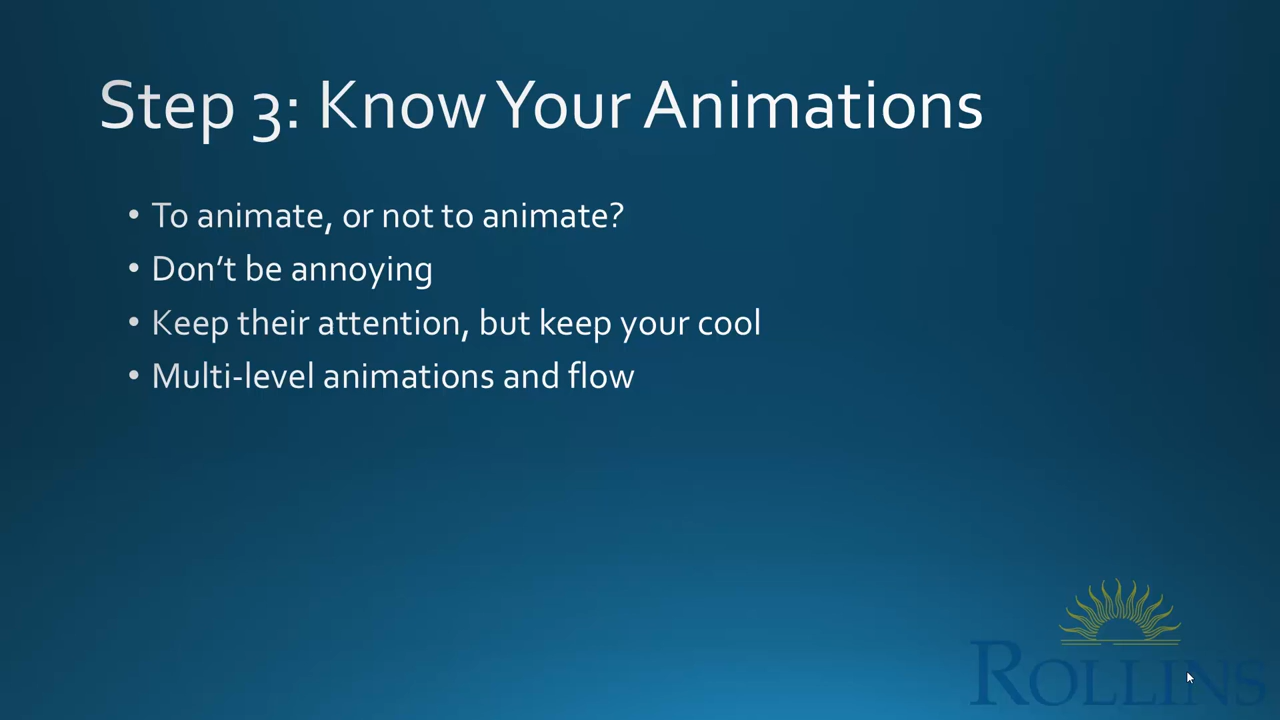 Step 3: Know Your Animations
• To animate, or not to animate?
• Don’t be annoying
• Keep their attention, but keep your cool
• Multi-level animations and flow
ROLLINS